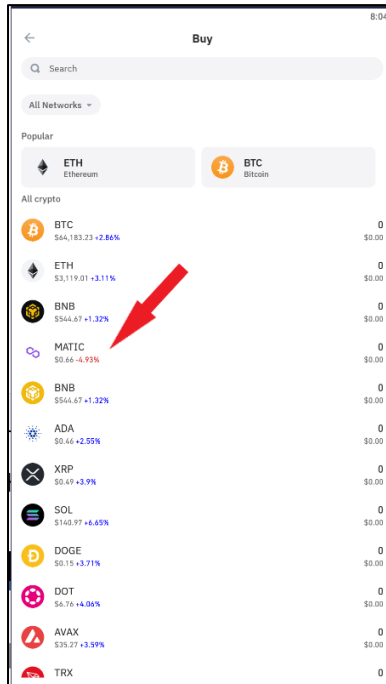 8:04
Buy
Search
All Networks
Popular
ETH
Ethereum
BTC
Bitcoin
All crypto
BTC 0
$64,183.23 +2.86% $0.00
ETH 0
$3,119.01 +3.11% $0.00
BNB 0
$544.67 +1.32% $0.00
MATIC 0
$0.66 -4.93% $0.00
BNB 0
$544.67 +1.32% $0.00
ADA 0
$0.46 +2.55% $0.00
XRP 0
$0.49 +3.9% $0.00
SOL 0
$140.97 +6.65% $0.00
DOGE 0
$0.15 +3.71% $0.00
DOT 0
$6.76 +4.06% $0.00
AVAX 0
$35.27 +3.59% $0.00
TRX 0